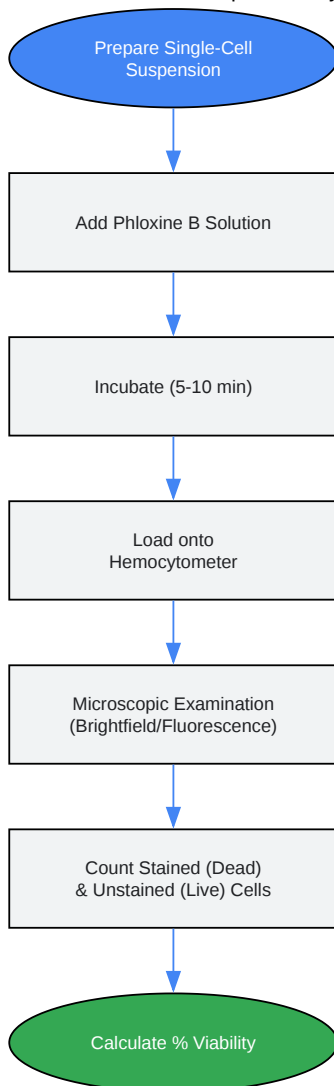 Prepare Single-Cell
Suspension
Add Phloxine B Solution
Incubate (5-10 min)
Load onto
Hemocytometer
Microscopic Examination
(Brightfield/Fluorescence)
Count Stained (Dead)
& Unstained (Live) Cells
Calculate % Viability